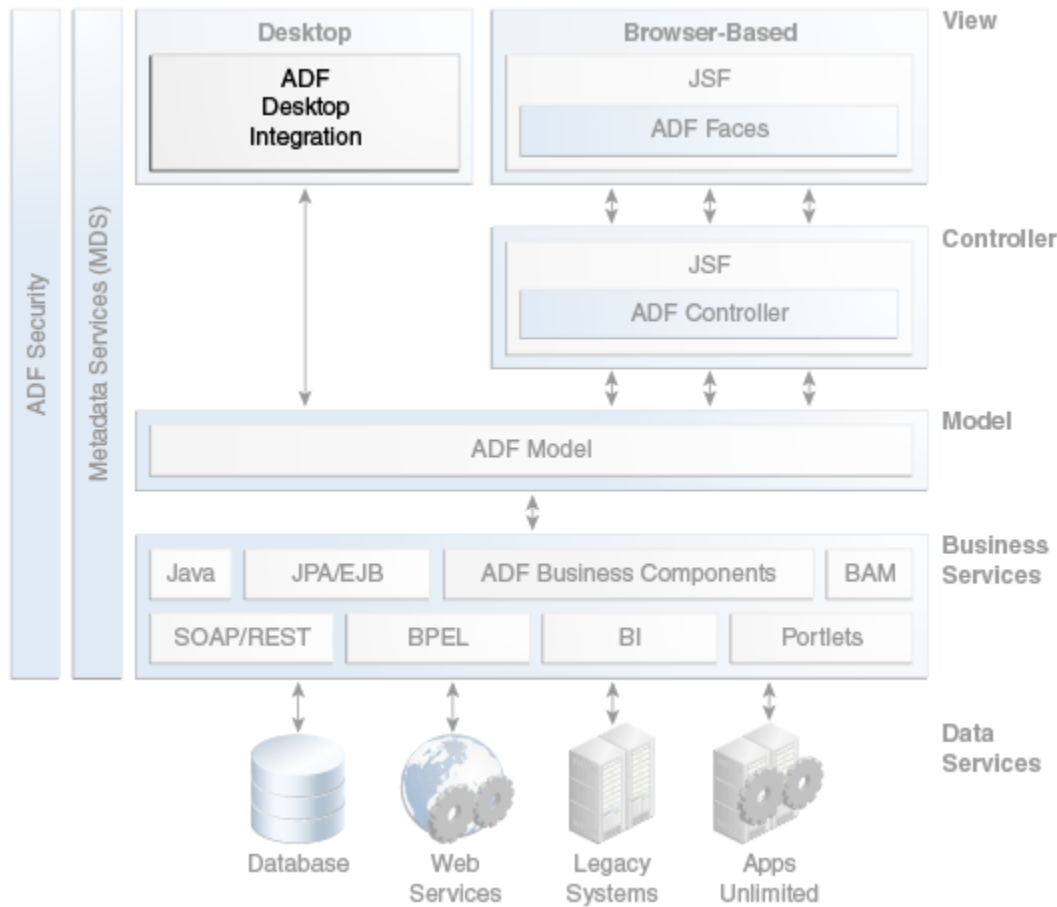 Desktop
ADF
Desktop
Integration
Browser-Based
JSF
ADF Faces
View
JSF
ADF Controller
Controller
ADF Security
Metadata Services (MDS)
ADF Model
Model
Java
JPA/EJB
ADF Business Components
BAM
SOAP/REST
BPEL
BI
Portlets
Business
Services
Database
Web
Services
Legacy
Systems
Apps
Unlimited
Data
Services